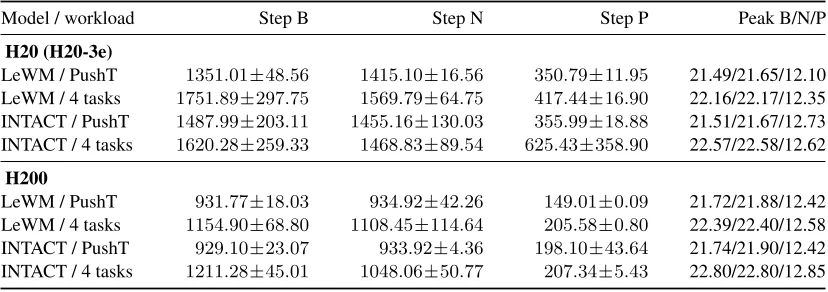 Model / workload Step B Step N Step P Peak B/N/P
H20 (H20-3e)
LeWM / PushT 1351.01±48.56 1415.10±16.56 350.79±11.95 21.49/21.65/12.10
LeWM / 4 tasks 1751.89±297.75 1569.79±64.75 417.44±16.90 22.16/22.17/12.35
INTACT / PushT 1487.99±203.11 1455.16±130.03 355.99±18.88 21.51/21.67/12.73
INTACT / 4 tasks 1620.28±259.33 1468.83±89.54 625.43±358.90 22.57/22.58/12.62
H200
LeWM / PushT 931.77±18.03 934.92±42.26 149.01±0.09 21.72/21.88/12.42
LeWM / 4 tasks 1154.90±68.80 1108.45±114.64 205.58±0.80 22.39/22.40/12.58
INTACT / PushT 929.10±23.07 933.92±4.36 198.10±43.64 21.74/21.90/12.42
INTACT / 4 tasks 1211.28±45.01 1048.06±50.77 207.34±5.43 22.80/22.80/12.85